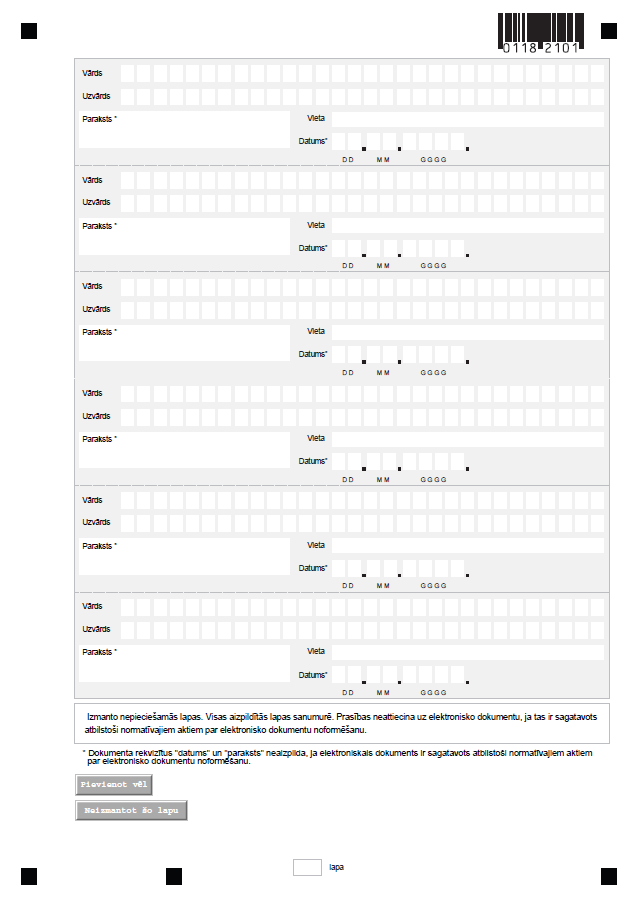 0118 2101
Vārds
Uzvārds
Paraksts * Vieta
Datums*
DD MM GGGG
Vārds
Uzvārds
Paraksts * Vieta
Datums*
DD MM GGGG
Vārds
Uzvārds
Paraksts * Vieta
Datums*
DD MM GGGG
Vārds
Uzvārds
Paraksts * Vieta
Datums*
DD MM GGGG
Vārds
Uzvārds
Paraksts * Vieta
Datums*
DD MM GGGG
Vārds
Uzvārds
Paraksts * Vieta
Datums*
DD MM GGGG
Izmanto nepieciešamās lapas. Visas aizpildītās lapas sanumurē. Prasības neattiecina uz elektronisko dokumentu, ja tas ir sagatavots
atbilstoši normatīvajiem aktiem par elektronisko dokumentu noformēšanu.
* Dokumenta rekvizītus "datums" un "paraksts" neaizpilda, ja elektroniskais dokuments ir sagatavots atbilstoši normatīvajiem aktiem
par elektronisko dokumentu noformēšanu.
Pievienot vēl
Neizmantot šo lapu
lapa